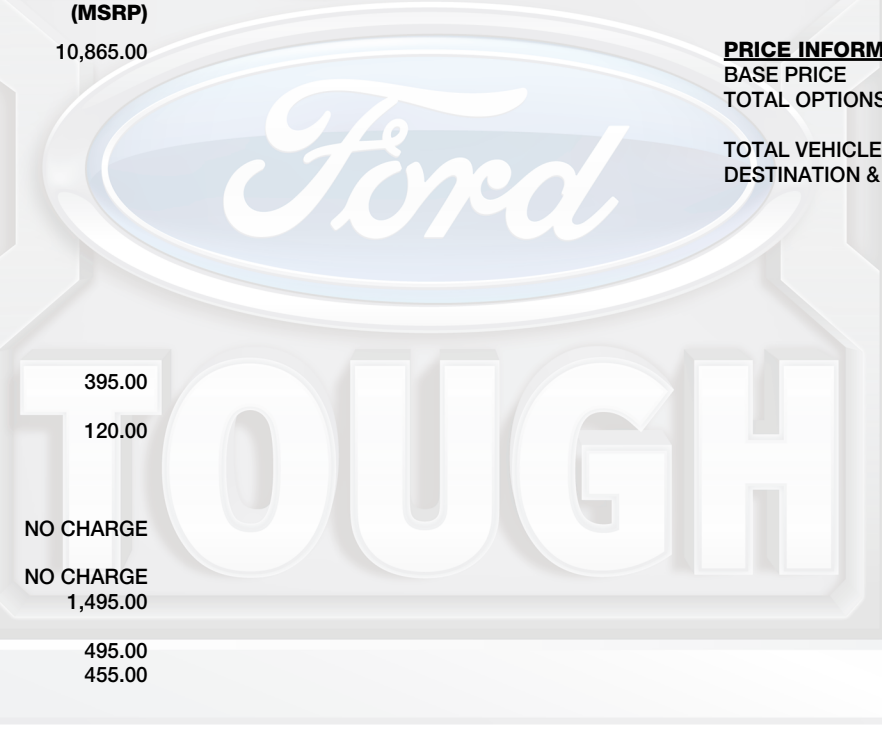 (MSRP)
10,865.00
PRICE INFORM
BASE PRICE
TOTAL OPTIONS
TOTAL VEHICLE
DESTINATION &
Ford
TOUGH
395.00
120.00
NO CHARGE
NO CHARGE
1,495.00
495.00
455.00